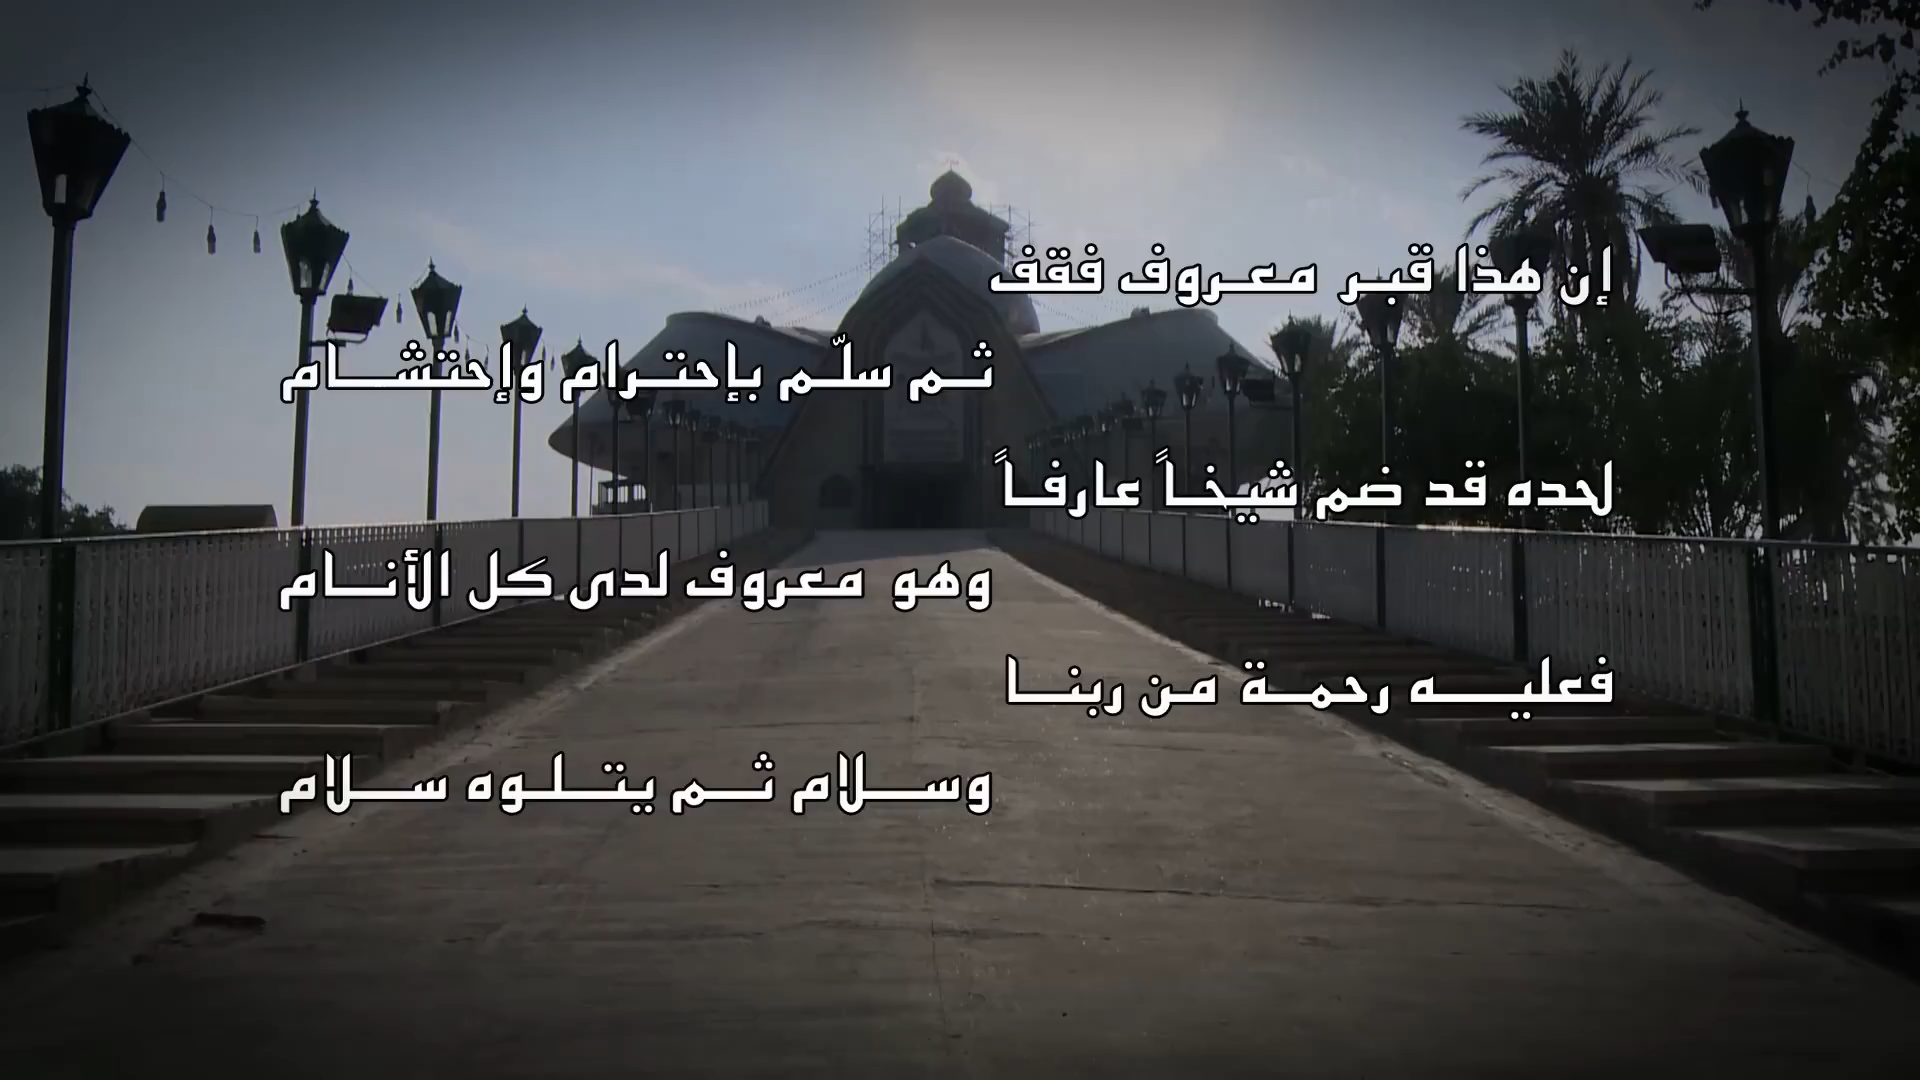 إن هذا قبر معروف فقف
ثم سلّم بإحترام وإحتشام
لحده قد ضم شيخاً عارفاً
وهو معروف لدى كل الأنام
فعليه رحمة من ربنا
وسلام ثم يتلوه سلام